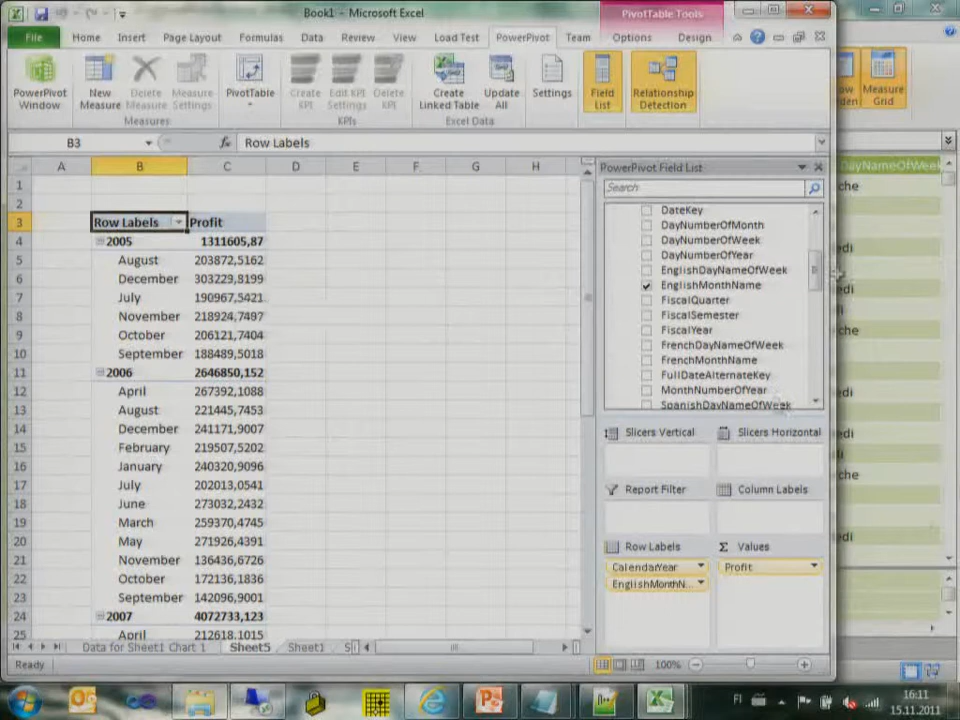 Book1 - Microsoft Excel
PivotTable Tools
File Home Insert Page Layout Formulas Data Review View Load Test PowerPivot Team Options Design
PowerPivot Window
New Measure
Delete Measure
Measure Settings
PivotTable
Create KPI
Edit KPI Settings
Delete KPI
Create Linked Table
Update All
Settings
Field List
Relationship Detection
Measure Grid
Measures
KPIs
Excel Data
B3
fx
Row Labels
A B C D E F G H
1
2
3 Row Labels Profit
4 2005 1311605,87
5 August 203872,5162
6 December 303229,8199
7 July 190967,5421
8 November 218924,7497
9 October 206121,7404
10 September 188489,5018
11 2006 2646850,152
12 April 267392,1088
13 August 221445,7453
14 December 241171,9007
15 February 219507,5202
16 January 240320,9096
17 July 202013,0541
18 June 273032,2432
19 March 259370,4745
20 May 271926,4391
21 November 136436,6726
22 October 172136,1836
23 September 142096,9001
24 2007 4072733,123
25 April 212618,1015
PowerPivot Field List
Search
DateKey
DayNumberOfMonth
DayNumberOfWeek
DayNumberOfYear
EnglishDayNameOfWeek
EnglishMonthName
FiscalQuarter
FiscalSemester
FiscalYear
FrenchDayNameOfWeek
FrenchMonthName
FullDateAlternateKey
MonthNumberOfYear
SpanishDayNameOfWeek
Slicers Vertical
Slicers Horizontal
Report Filter
Column Labels
Row Labels
Σ Values
CalendarYear
Profit
EnglishMonthN...
DayNameOfWeek
Data for Sheet1 Chart 1 Sheet5 Sheet1 S
Ready
100%
FI
16:11
15.11.2011